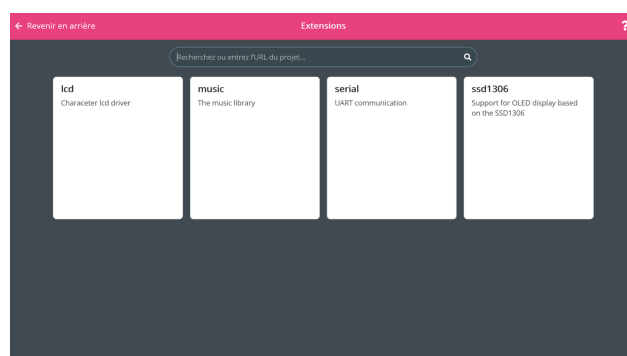 ← Revenir en arrière
Extensions
?
Recherchez ou entrez l'URL du projet...
lcd
Characeter lcd driver
music
The music library
serial
UART communication
ssd1306
Support for OLED display based
on the SSD1306